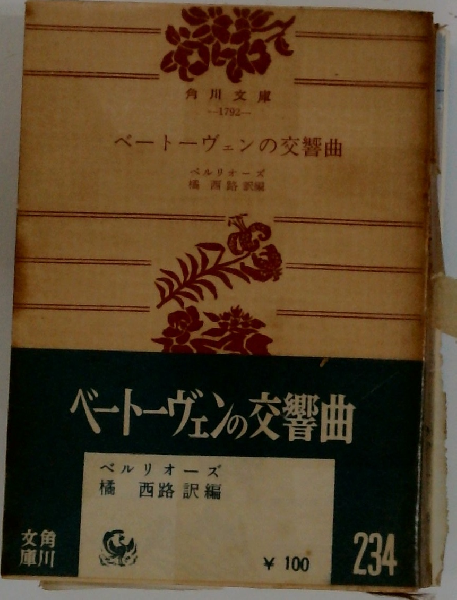 角川文庫
—1792—
ベートーヴェンの交響曲
ベルリオーズ
橘 西路 訳編
ベートーヴェンの交響曲
ベルリオーズ
橘 西路訳編
角川文庫
¥ 100
234